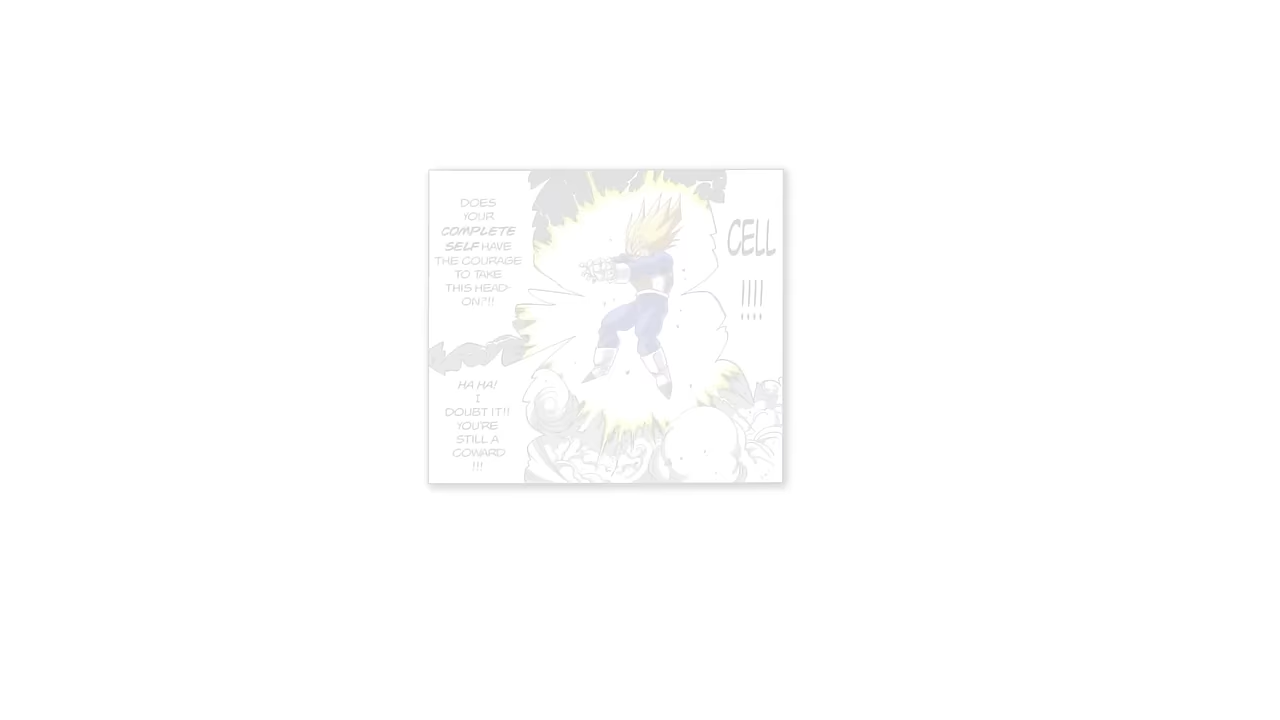 DOES
YOUR
COMPLETE
SELF HAVE
THE COURAGE
TO TAKE
THIS HEAD-
ON?!!
CELL
!!!!
HA HA!
I
DOUBT IT!!
YOU'RE
STILL A
COWARD
!!!